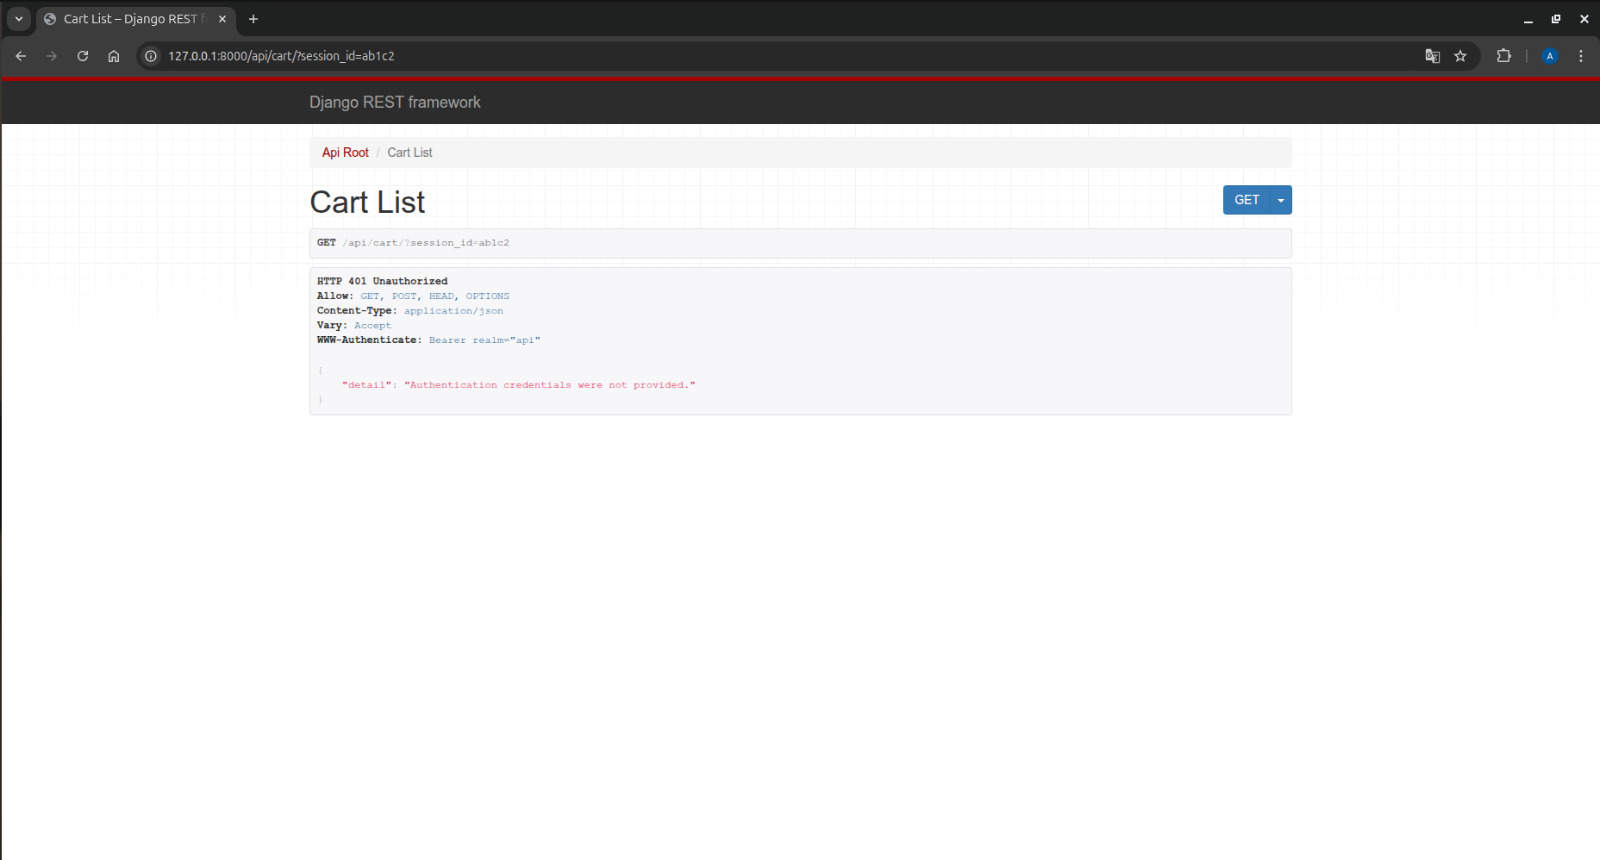 Cart List – Django REST f
127.0.0.1:8000/api/cart/?session_id=ab1c2
A
Django REST framework
Api Root / Cart List
Cart List
GET
GET /api/cart/?session_id=ab1c2
HTTP 401 Unauthorized
Allow: GET, POST, HEAD, OPTIONS
Content-Type: application/json
Vary: Accept
WWW-Authenticate: Bearer realm="api"
{
"detail": "Authentication credentials were not provided."
}